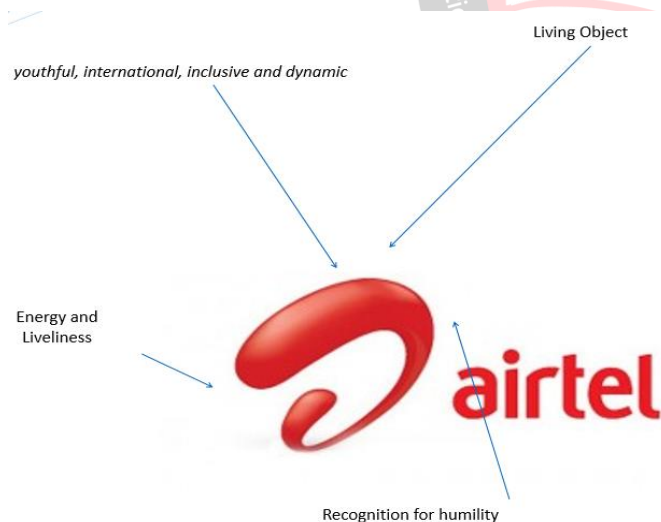 Living Object
youthful, international, inclusive and dynamic
Energy and
Liveliness
airtel
Recognition for humility